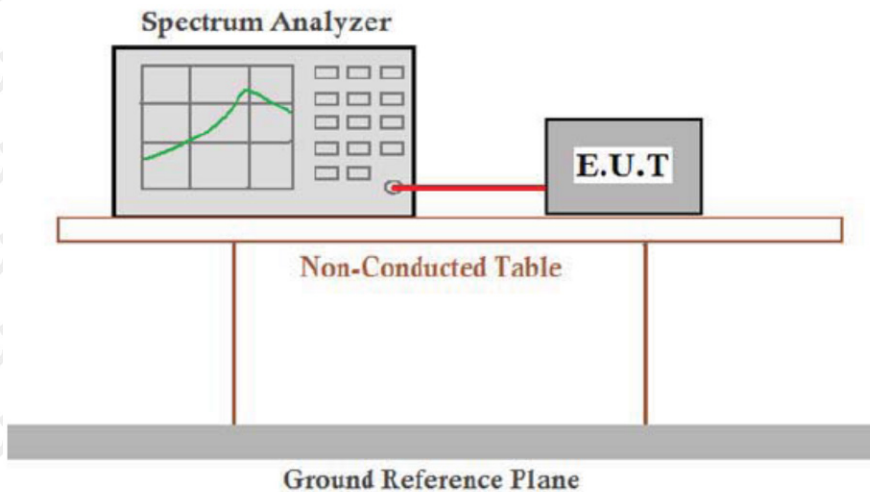 Spectrum Analyzer
E.U.T
Non-Conducted Table
Ground Reference Plane